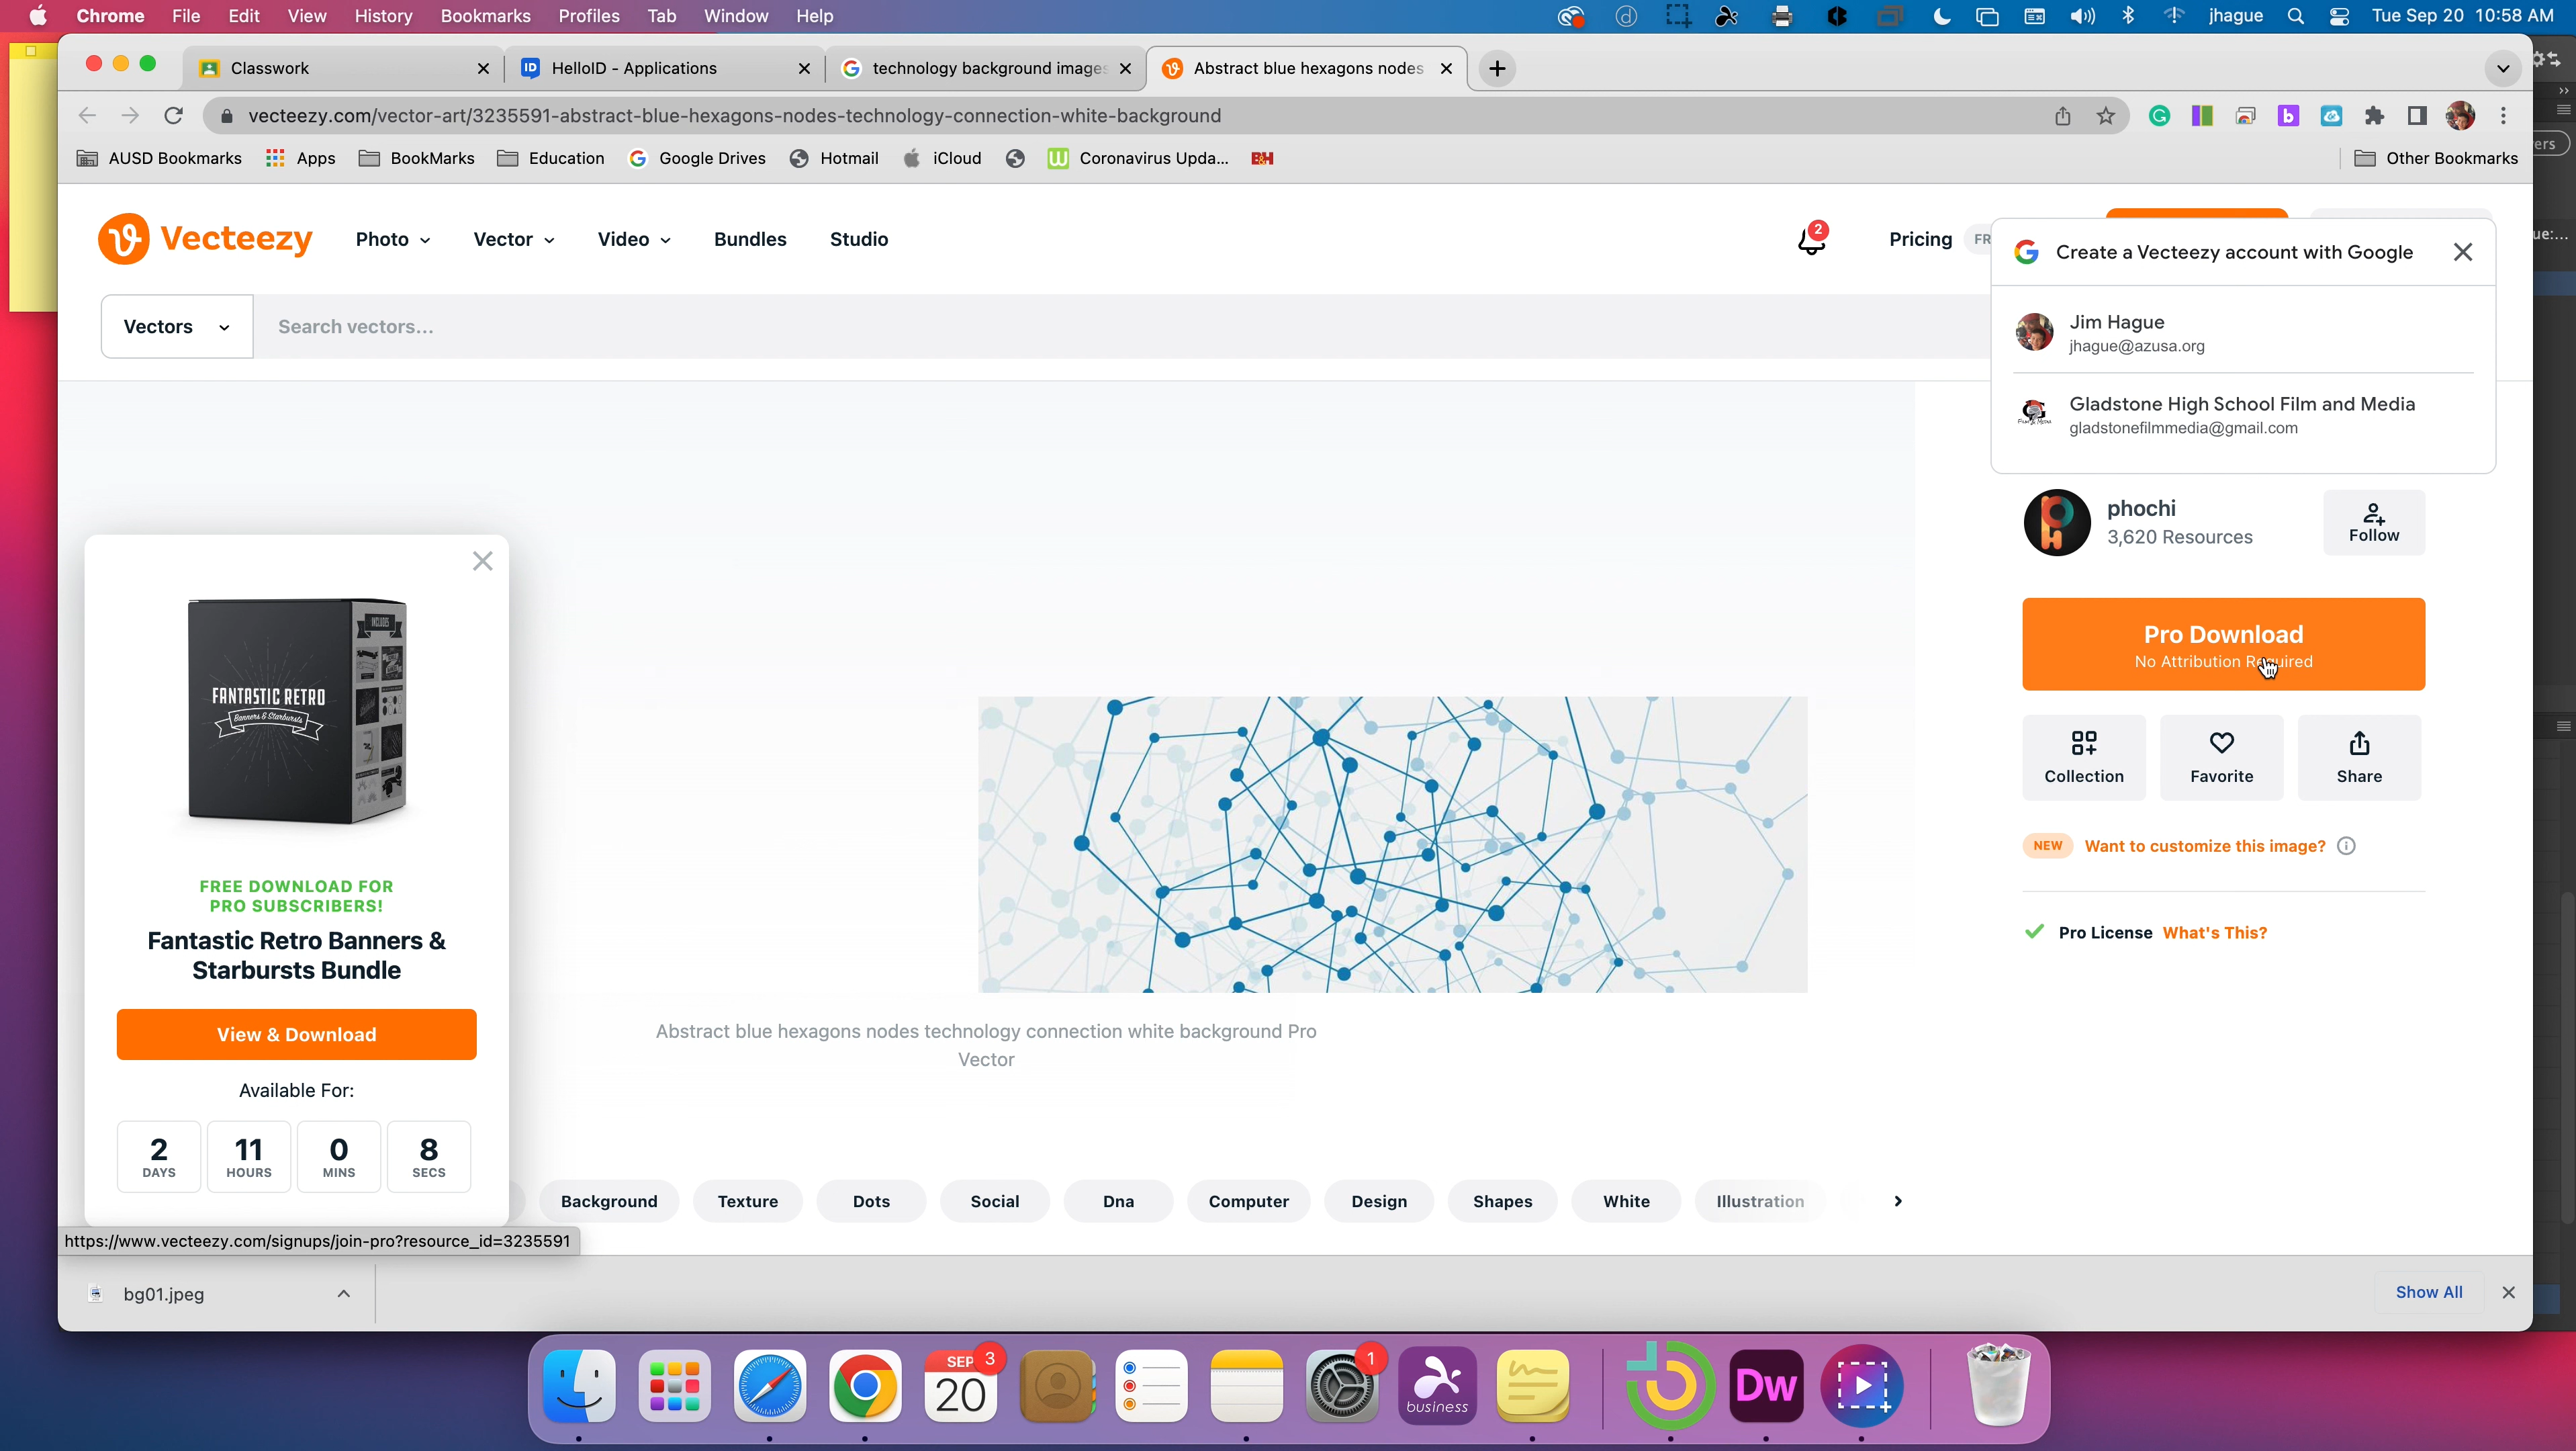 Chrome File Edit View History Bookmarks Profiles Tab Window Help jhague Tue Sep 20 10:58 AM
Classwork
HelloID - Applications
technology background images
Abstract blue hexagons nodes
vecteezy.com/vector-art/3235591-abstract-blue-hexagons-nodes-technology-connection-white-background
AUSD Bookmarks Apps BookMarks Education Google Drives Hotmail iCloud Coronavirus Upda... B&H Other Bookmarks
Vecteezy Photo Vector Video Bundles Studio 2 Pricing FR
Create a Vecteezy account with Google
Vectors Search vectors...
Jim Hague
jhague@azusa.org
Gladstone High School Film and Media
gladstonefilmmedia@gmail.com
phochi
3,620 Resources
Follow
Pro Download
No Attribution Required
Collection Favorite Share
NEW Want to customize this image?
Pro License What's This?
INCLUDES
FANTASTIC RETRO
Banners & Starbursts
FREE DOWNLOAD FOR
PRO SUBSCRIBERS!
Fantastic Retro Banners &
Starbursts Bundle
View & Download
Available For:
2 11 0 8
DAYS HOURS MINS SECS
Abstract blue hexagons nodes technology connection white background Pro
Vector
Background Texture Dots Social Dna Computer Design Shapes White Illustration
https://www.vecteezy.com/signups/join-pro?resource_id=3235591
bg01.jpeg Show All
SEP 3
20
1
business
Dw